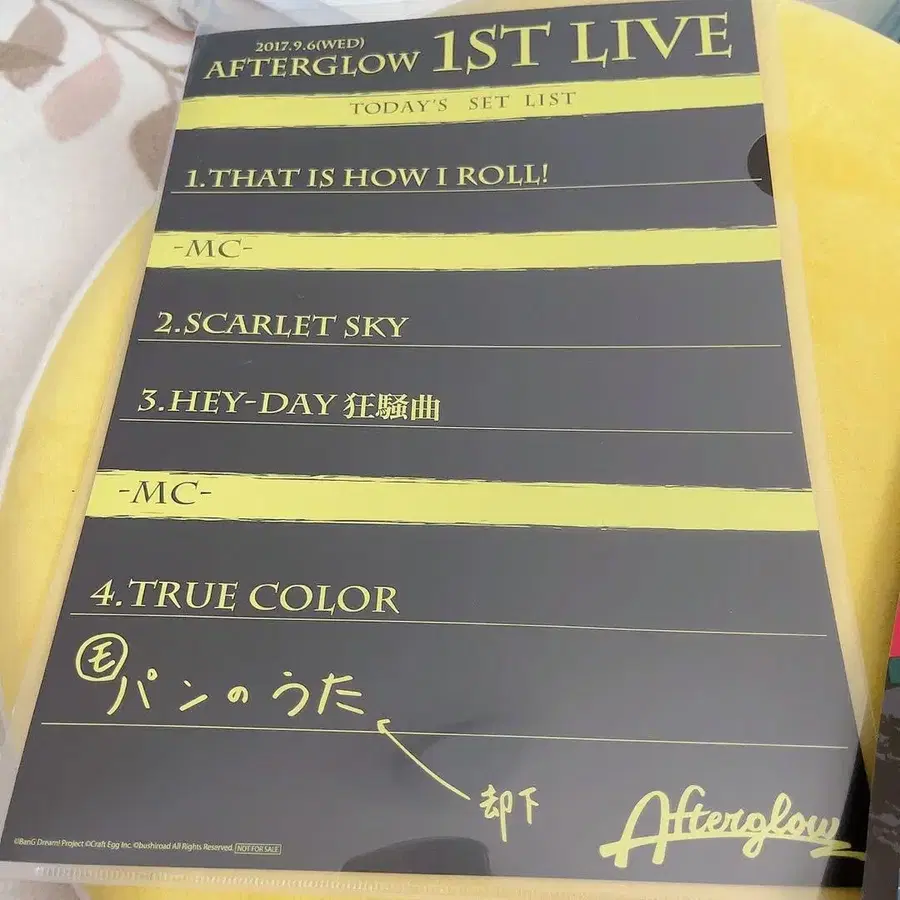 2017.9.6(WED)
AFTERGLOW 1ST LIVE
TODAY'S SET LIST
1.THAT IS HOW I ROLL!
-MC-
2.SCARLET SKY
3.HEY-DAY 狂騒曲
-MC-
4.TRUE COLOR
モ パンのうた
却下
Afterglow
©BanG Dream! Project ©Craft Egg Inc. ©bushiroad All Rights Reserved. NOT FOR SALE